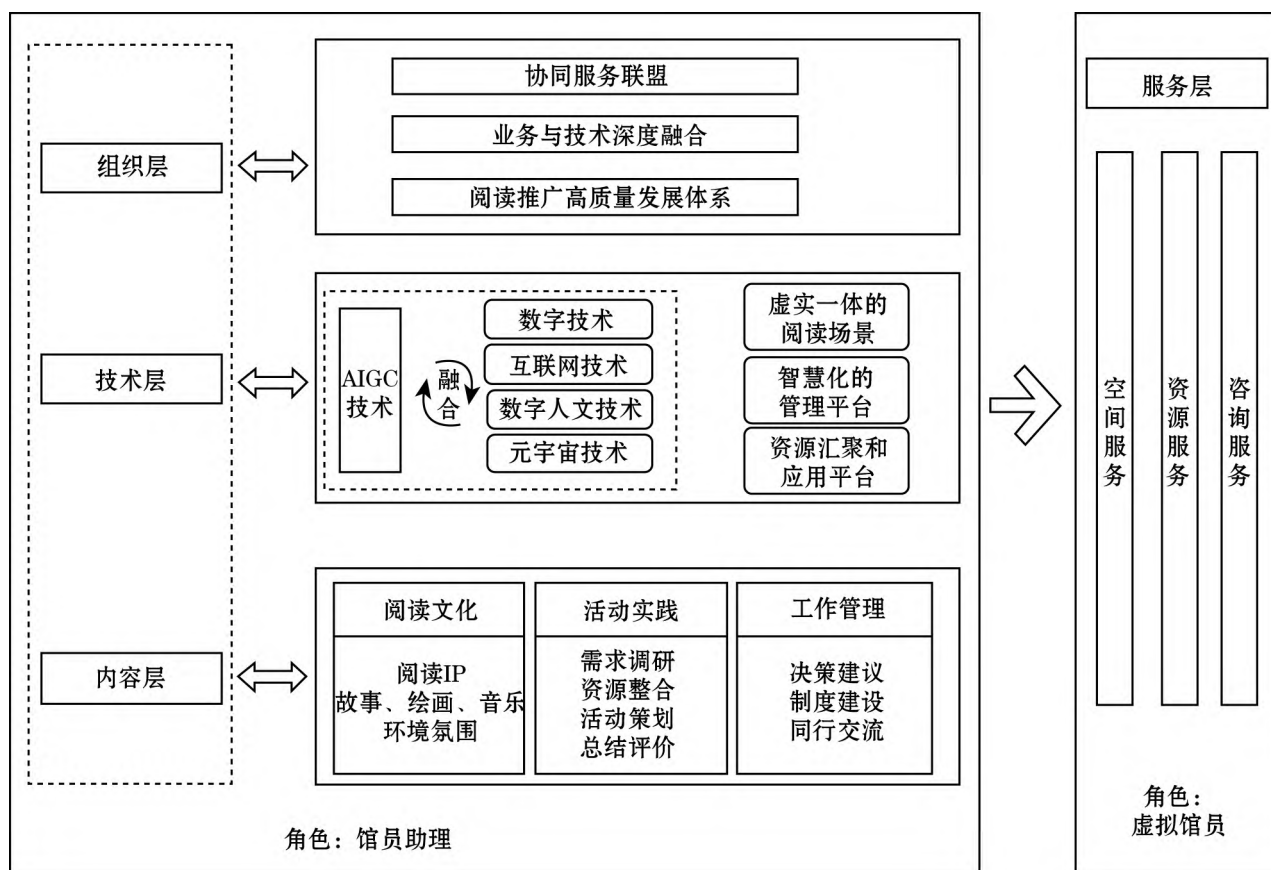 协同服务联盟
业务与技术深度融合
阅读推广高质量发展体系
组织层
技术层
AIGC
技术
融
合
数字技术
互联网技术
数字人文技术
元宇宙技术
虚实一体的
阅读场景
智慧化的
管理平台
资源汇聚和
应用平台
内容层
阅读文化
阅读IP
故事、绘画、音乐
环境氛围
活动实践
需求调研
资源整合
活动策划
总结评价
工作管理
决策建议
制度建设
同行交流
角色：馆员助理
服务层
空间服务
资源服务
咨询服务
角色：
虚拟馆员